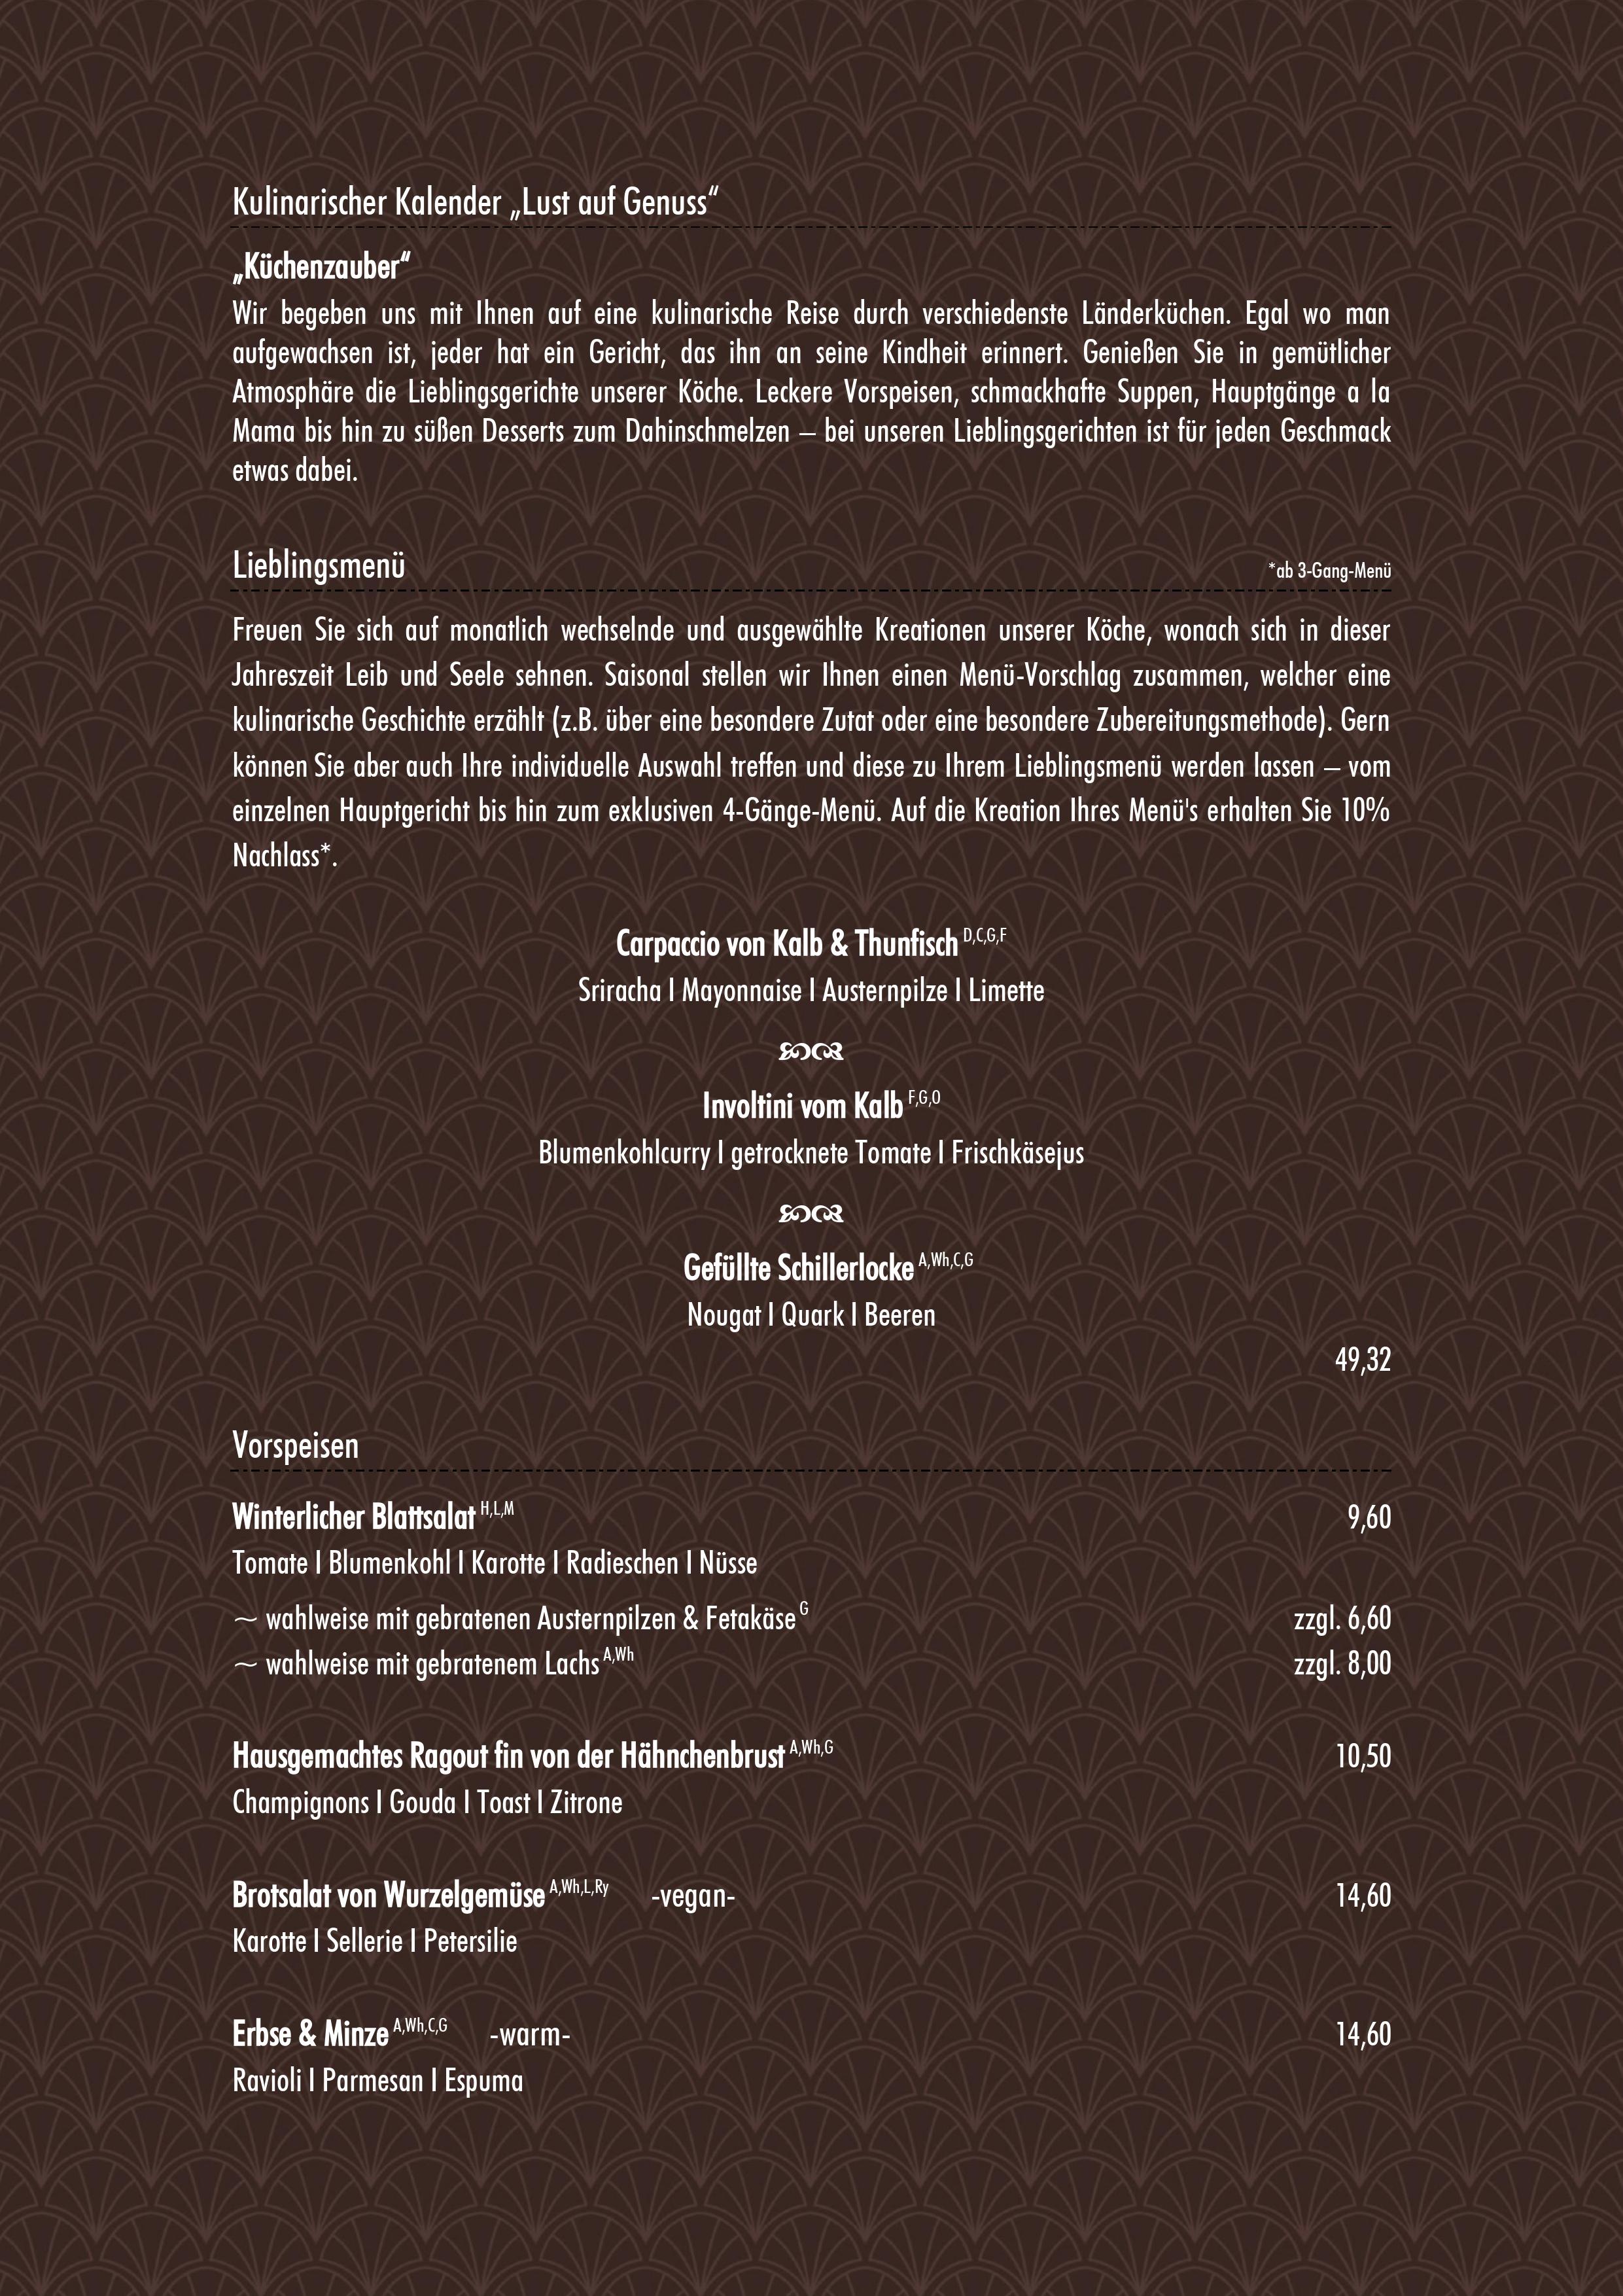 Kulinarischer Kalender „Lust auf Genuss“
„Küchenzauber“
Wir begeben uns mit Ihnen auf eine kulinarische Reise durch verschiedenste Länderküchen. Egal wo man
aufgewachsen ist, jeder hat ein Gericht, das ihn an seine Kindheit erinnert. Genießen Sie in gemütlicher
Atmosphäre die Lieblingsgerichte unserer Köche. Leckere Vorspeisen, schmackhafte Suppen, Hauptgänge a la
Mama bis hin zu süßen Desserts zum Dahinschmelzen – bei unseren Lieblingsgerichten ist für jeden Geschmack
etwas dabei.
Lieblingsmenü *ab 3-Gang-Menü
Freuen Sie sich auf monatlich wechselnde und ausgewählte Kreationen unserer Köche, wonach sich in dieser
Jahreszeit Leib und Seele sehnen. Saisonal stellen wir Ihnen einen Menü-Vorschlag zusammen, welcher eine
kulinarische Geschichte erzählt (z.B. über eine besondere Zutat oder eine besondere Zubereitungsmethode). Gern
können Sie aber auch Ihre individuelle Auswahl treffen und diese zu Ihrem Lieblingsmenü werden lassen – vom
einzelnen Hauptgericht bis hin zum exklusiven 4-Gänge-Menü. Auf die Kreation Ihres Menü's erhalten Sie 10%
Nachlass*.
Carpaccio von Kalb & Thunfisch D,C,G,F
Sriracha I Mayonnaise I Austernpilze I Limette
Involtini vom Kalb F,G,O
Blumenkohlcurry I getrocknete Tomate I Frischkäsejus
Gefüllte Schillerlocke A,Wh,C,G
Nougat I Quark I Beeren
49,32
Vorspeisen
Winterlicher Blattsalat H,L,M 9,60
Tomate I Blumenkohl I Karotte I Radieschen I Nüsse
~ wahlweise mit gebratenen Austernpilzen & Fetakäse G zzgl. 6,60
~ wahlweise mit gebratenem Lachs A,Wh zzgl. 8,00
Hausgemachtes Ragout fin von der Hähnchenbrust A,Wh,G 10,50
Champignons I Gouda I Toast I Zitrone
Brotsalat von Wurzelgemüse A,Wh,L,Ry -vegan- 14,60
Karotte I Sellerie I Petersilie
Erbse & Minze A,Wh,C,G -warm- 14,60
Ravioli I Parmesan I Espuma